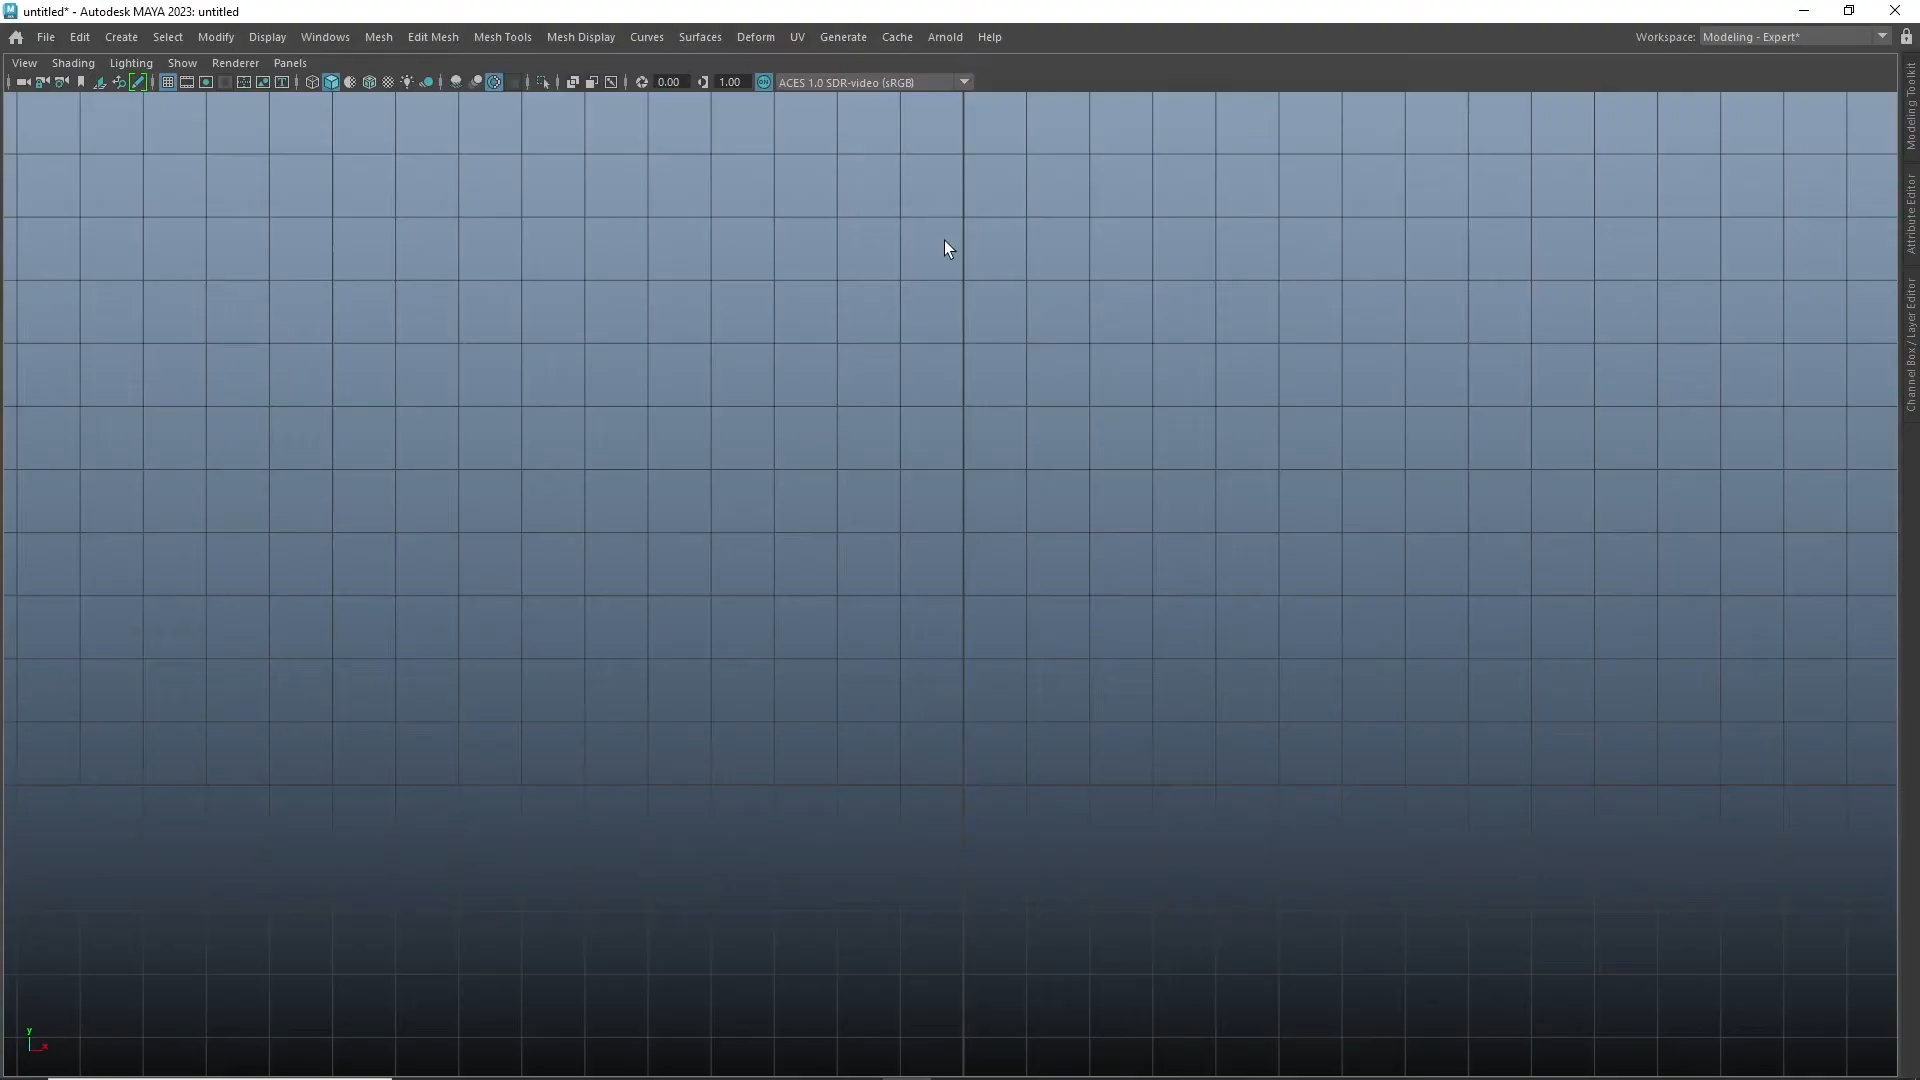 untitled* - Autodesk MAYA 2023: untitled
File Edit Create Select Modify Display Windows Mesh Edit Mesh Mesh Tools Mesh Display Curves Surfaces Deform UV Generate Cache Arnold Help Workspace: Modeling - Expert*
View Shading Lighting Show Renderer Panels
0.00 1.00 ON ACES 1.0 SDR-video (sRGB)
Modeling Toolkit
Attribute Editor
Channel Box / Layer Editor
y
x